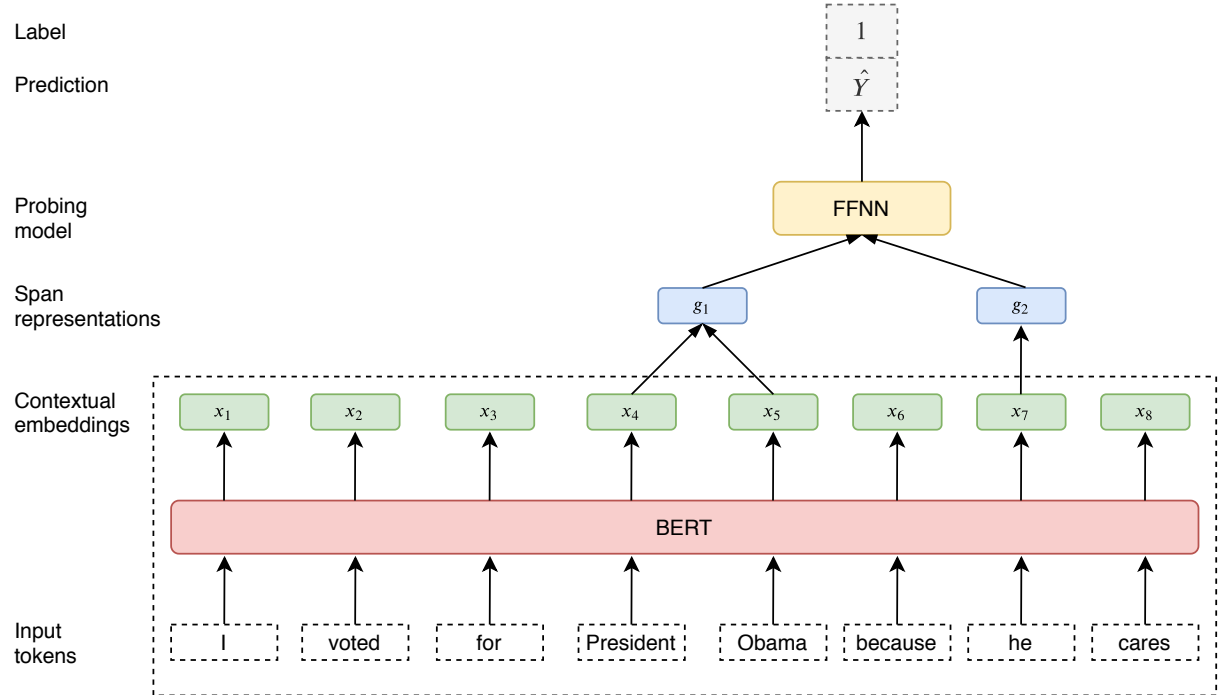 Label
1
Prediction
Ŷ
Probing
model
FFNN
Span
representations
g₁
g₂
Contextual
embeddings
x₁
x₂
x₃
x₄
x₅
x₆
x₇
x₈
BERT
Input
tokens
I
voted
for
President
Obama
because
he
cares